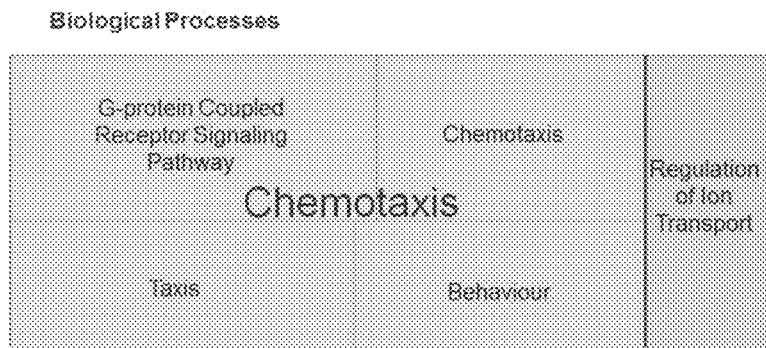 Biological Processes
G-protein Coupled
Receptor Signaling
Pathway
Chemotaxis
Regulation
of Ion
Transport
Chemotaxis
Taxis
Behaviour